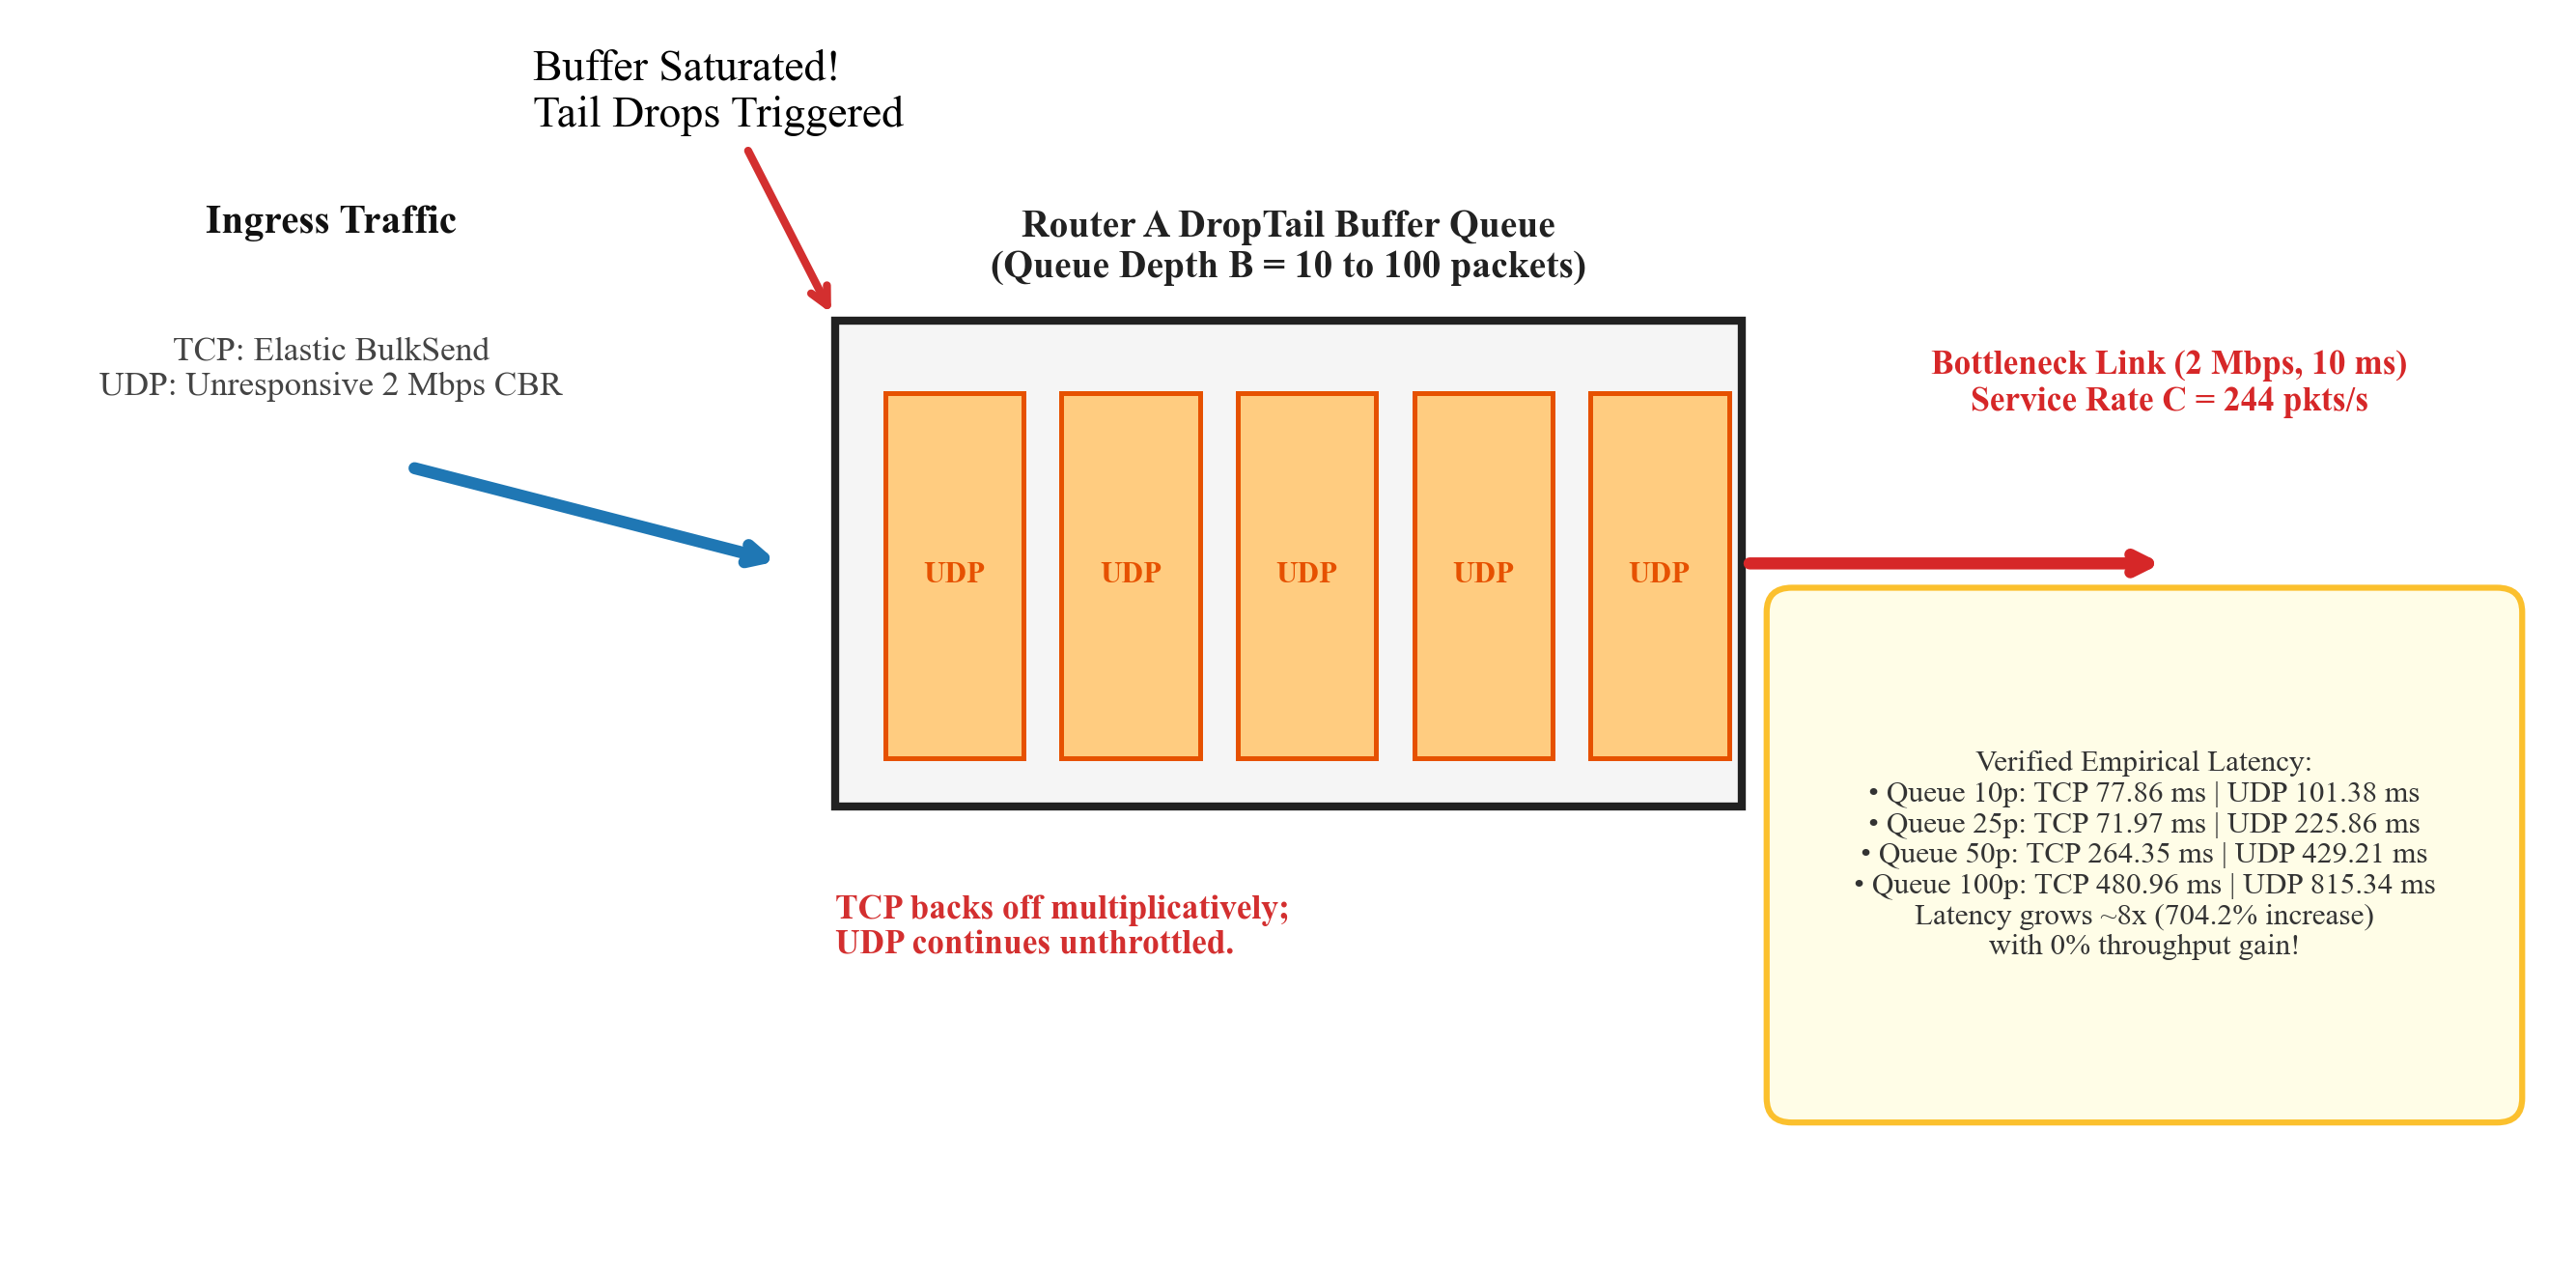 Buffer Saturated!
Tail Drops Triggered
Ingress Traffic
TCP: Elastic BulkSend
UDP: Unresponsive 2 Mbps CBR
Router A DropTail Buffer Queue
(Queue Depth B = 10 to 100 packets)
UDP
UDP
UDP
UDP
UDP
Bottleneck Link (2 Mbps, 10 ms)
Service Rate C = 244 pkts/s
TCP backs off multiplicatively;
UDP continues unthrottled.
Verified Empirical Latency:
• Queue 10p: TCP 77.86 ms | UDP 101.38 ms
• Queue 25p: TCP 71.97 ms | UDP 225.86 ms
• Queue 50p: TCP 264.35 ms | UDP 429.21 ms
• Queue 100p: TCP 480.96 ms | UDP 815.34 ms
Latency grows ~8x (704.2% increase)
with 0% throughput gain!